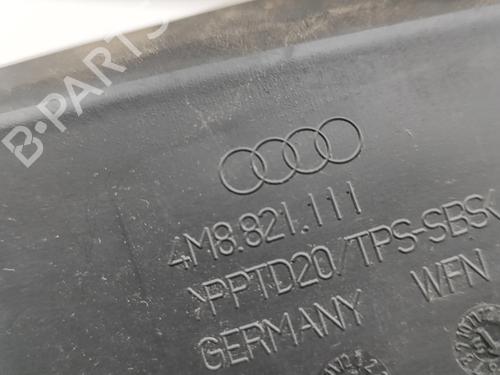 B-PARTS
4M8.821.111
>PPTD20/TPS-SBS<
GERMANY WFN